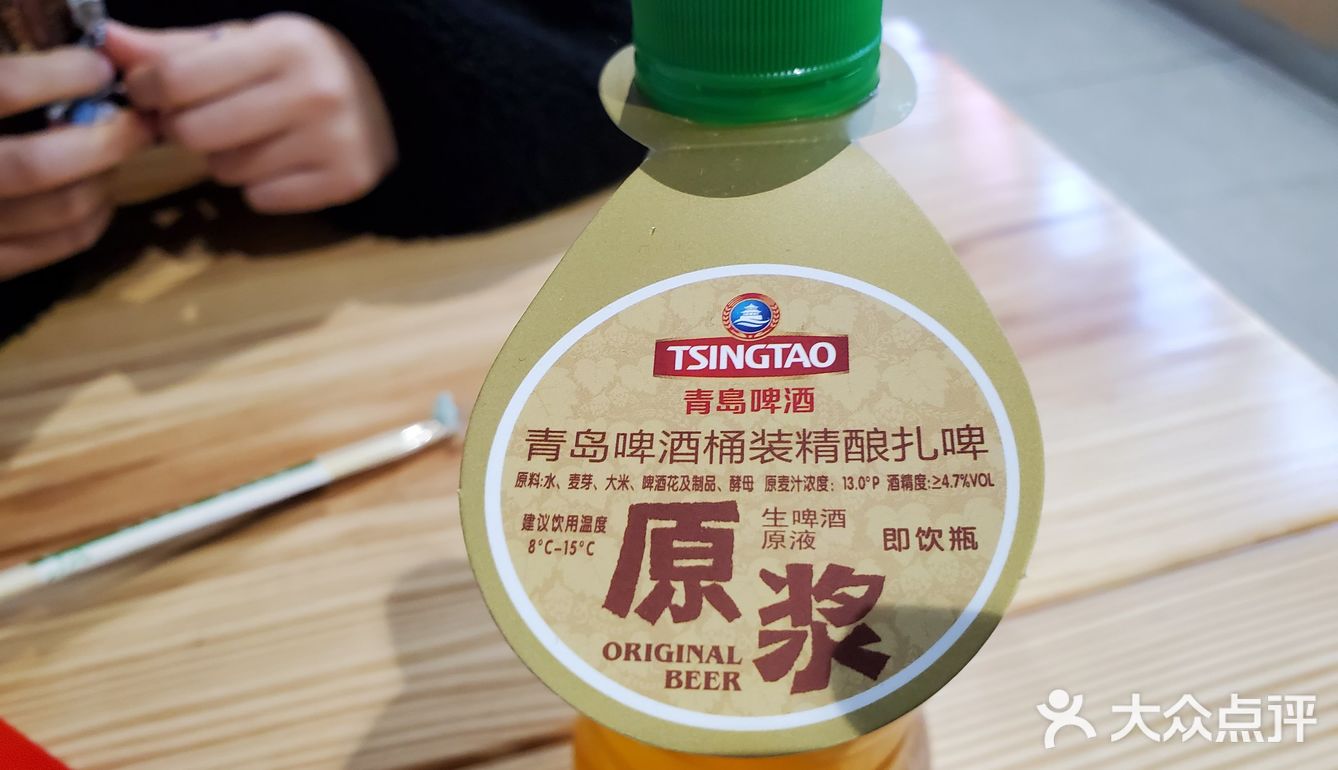 TSINGTAO
青島啤酒
青岛啤酒桶装精酿扎啤
原料:水、麦芽、大米、啤酒花及制品、酵母 原麦汁浓度: 13.0°P 酒精度:≥4.7%VOL
建议饮用温度
8°C-15°C
原浆
生啤酒
原液
即饮瓶
ORIGINAL
BEER
大众点评